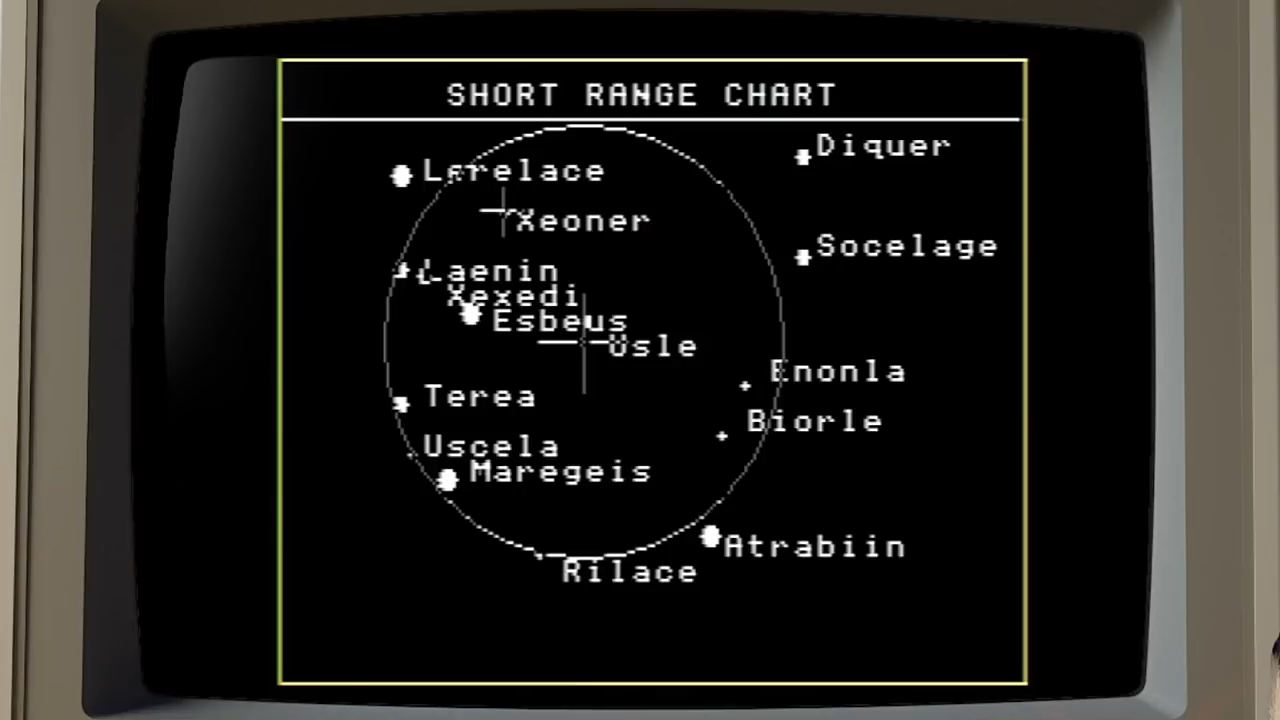 SHORT RANGE CHART
Diquer
Lerelace
Xeoner
Socelage
Laenin
Xexedi
Esbeus
Usle
Enonla
Terea
Biorle
Uscela
Maregeis
Atrabiin
Rilace